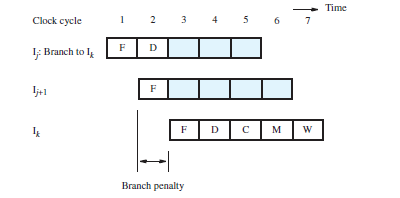 Time
Clock cycle 1 2 3 4 5 6 7
Ij: Branch to Ik F D
Ij+1 F
Ik F D C M W
Branch penalty